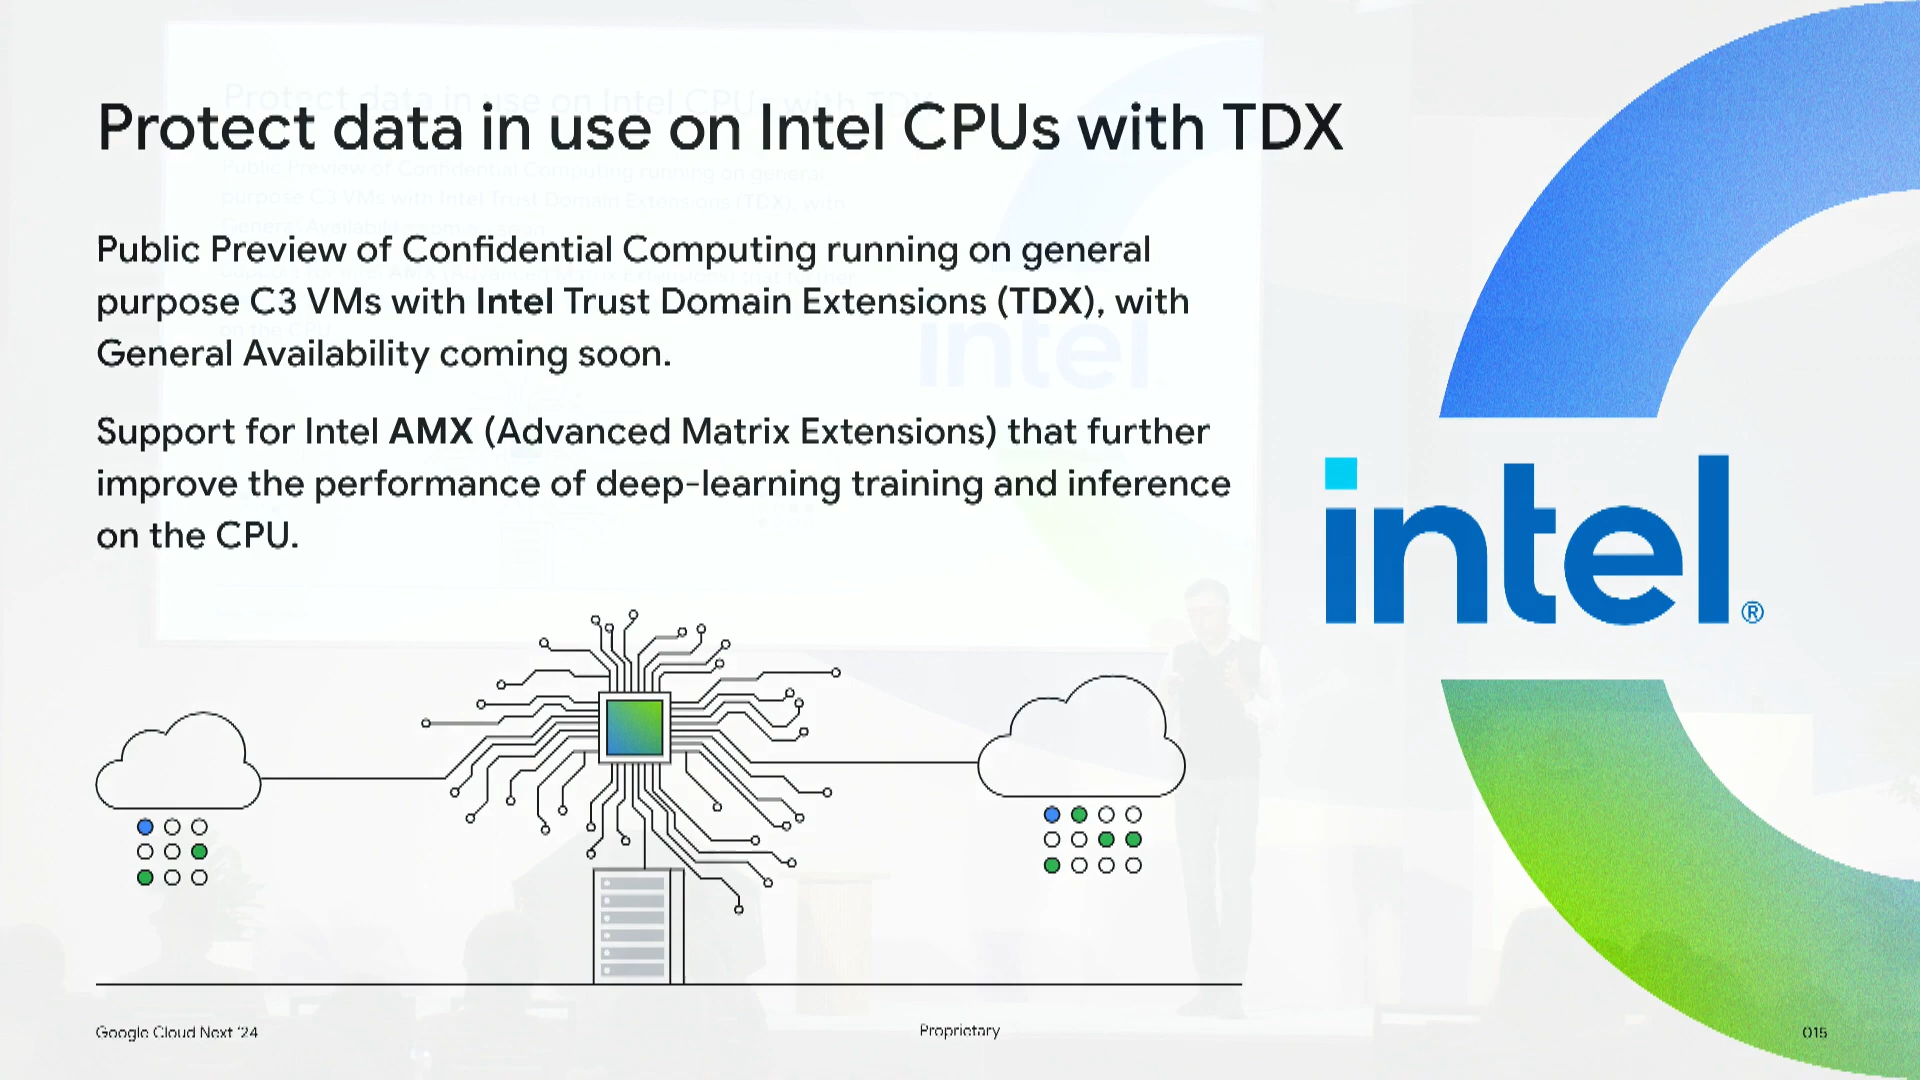 Protect data in use on Intel CPUs with TDX
Public Preview of Confidential Computing running on general
purpose C3 VMs with Intel Trust Domain Extensions (TDX), with
General Availability coming soon.
Support for Intel AMX (Advanced Matrix Extensions) that further
improve the performance of deep-learning training and inference
on the CPU.
intel®
Google Cloud Next '24
Proprietary
015